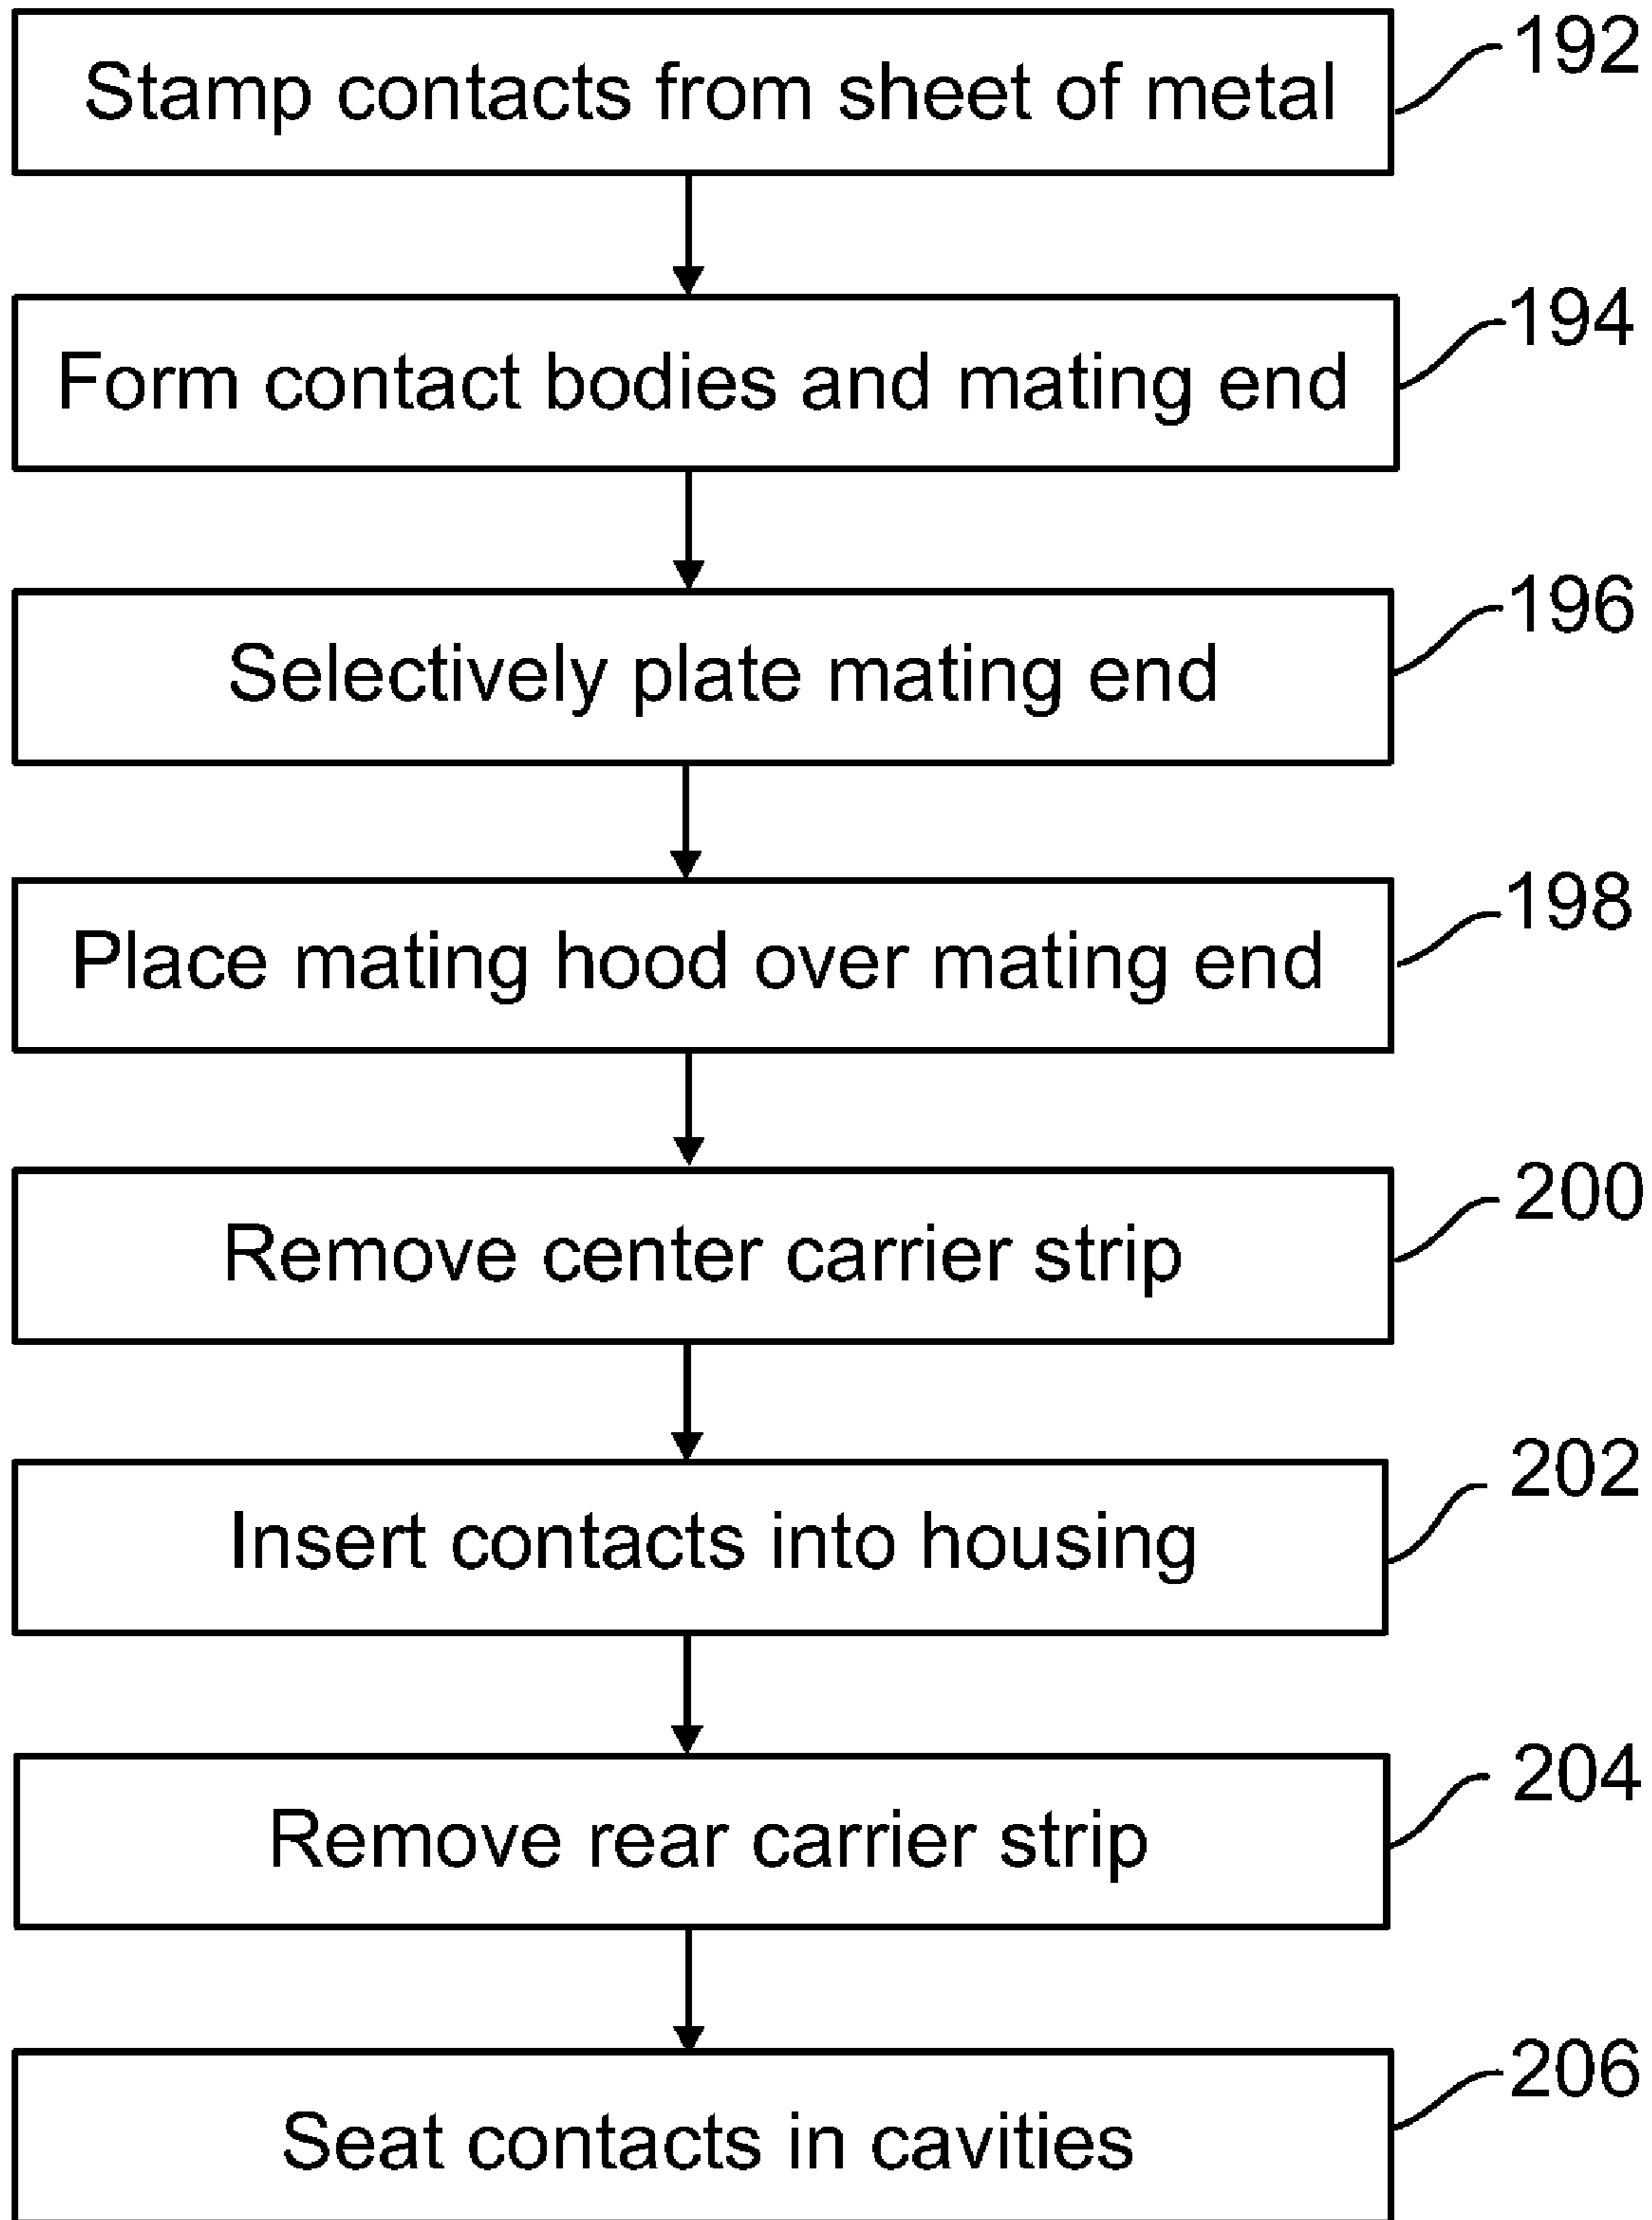 Stamp contacts from sheet of metal 192
Form contact bodies and mating end 194
Selectively plate mating end 196
Place mating hood over mating end 198
Remove center carrier strip 200
Insert contacts into housing 202
Remove rear carrier strip 204
Seat contacts in cavities 206